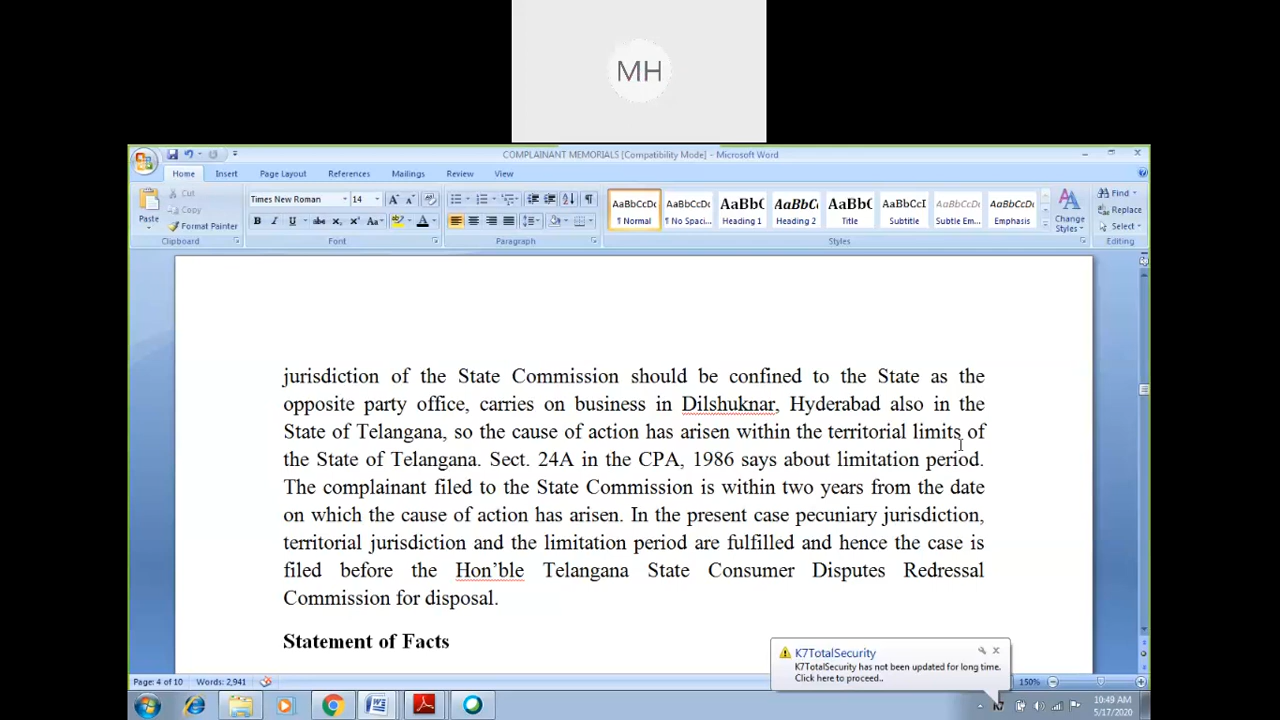 MH
COMPLAINANT MEMORIALS [Compatibility Mode] - Microsoft Word
Home Insert Page Layout References Mailings Review View
Cut
Copy
Format Painter
Paste
Clipboard
Times New Roman 14
Font
Paragraph
AaBbCcDc AaBbCcDc AaBbC AaBbCc AaBbC AaBbCcI AaBbCcDc AaBbCcDc
¶ Normal ¶ No Spaci... Heading 1 Heading 2 Title Subtitle Subtle Em... Emphasis
Styles
Change Styles
Find
Replace
Select
Editing
jurisdiction of the State Commission should be confined to the State as the
opposite party office, carries on business in Dilshuknar, Hyderabad also in the
State of Telangana, so the cause of action has arisen within the territorial limits of
the State of Telangana. Sect. 24A in the CPA, 1986 says about limitation period.
The complainant filed to the State Commission is within two years from the date
on which the cause of action has arisen. In the present case pecuniary jurisdiction,
territorial jurisdiction and the limitation period are fulfilled and hence the case is
filed before the Hon’ble Telangana State Consumer Disputes Redressal
Commission for disposal.
Statement of Facts
K7TotalSecurity
K7TotalSecurity has not been updated for long time.
Click here to proceed..
Page: 4 of 10 Words: 2,941
150%
10:49 AM
5/17/2020